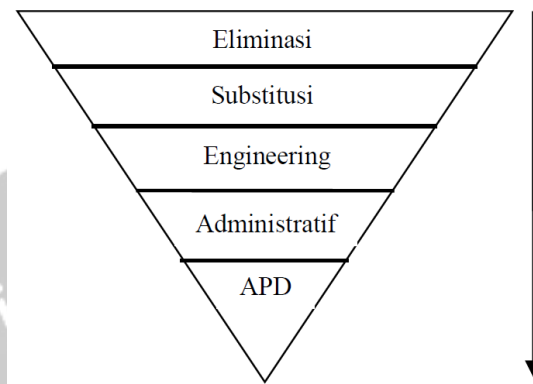 Eliminasi
Substitusi
Engineering
Administratif
APD